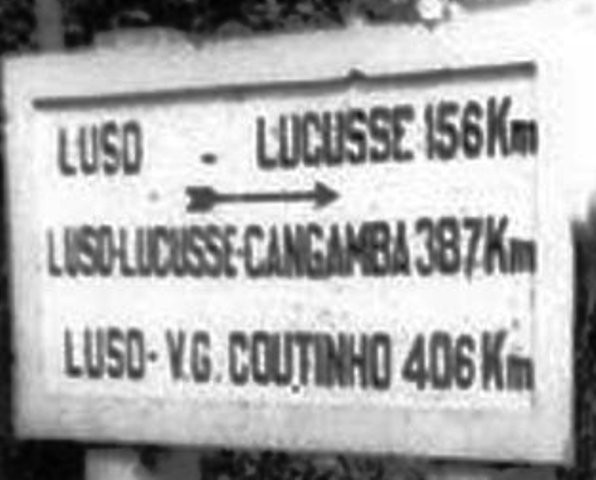 LUSO - LUCUSSE 156Km
LUSO-LUCUSSE-CANGAMBA 387Km
LUSO- V.G. COUTINHO 406Km